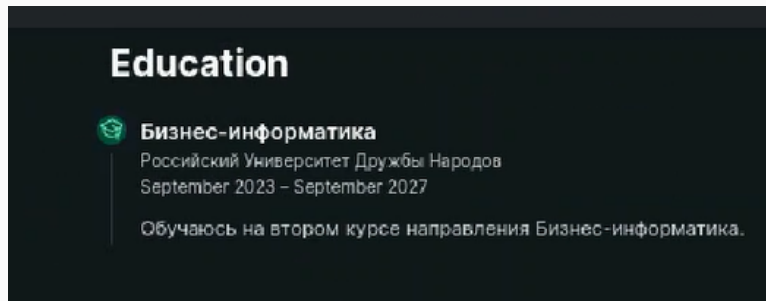 Education
Бизнес-информатика
Российский Университет Дружбы Народов
September 2023 – September 2027
Обучаюсь на втором курсе направления Бизнес-информатика.